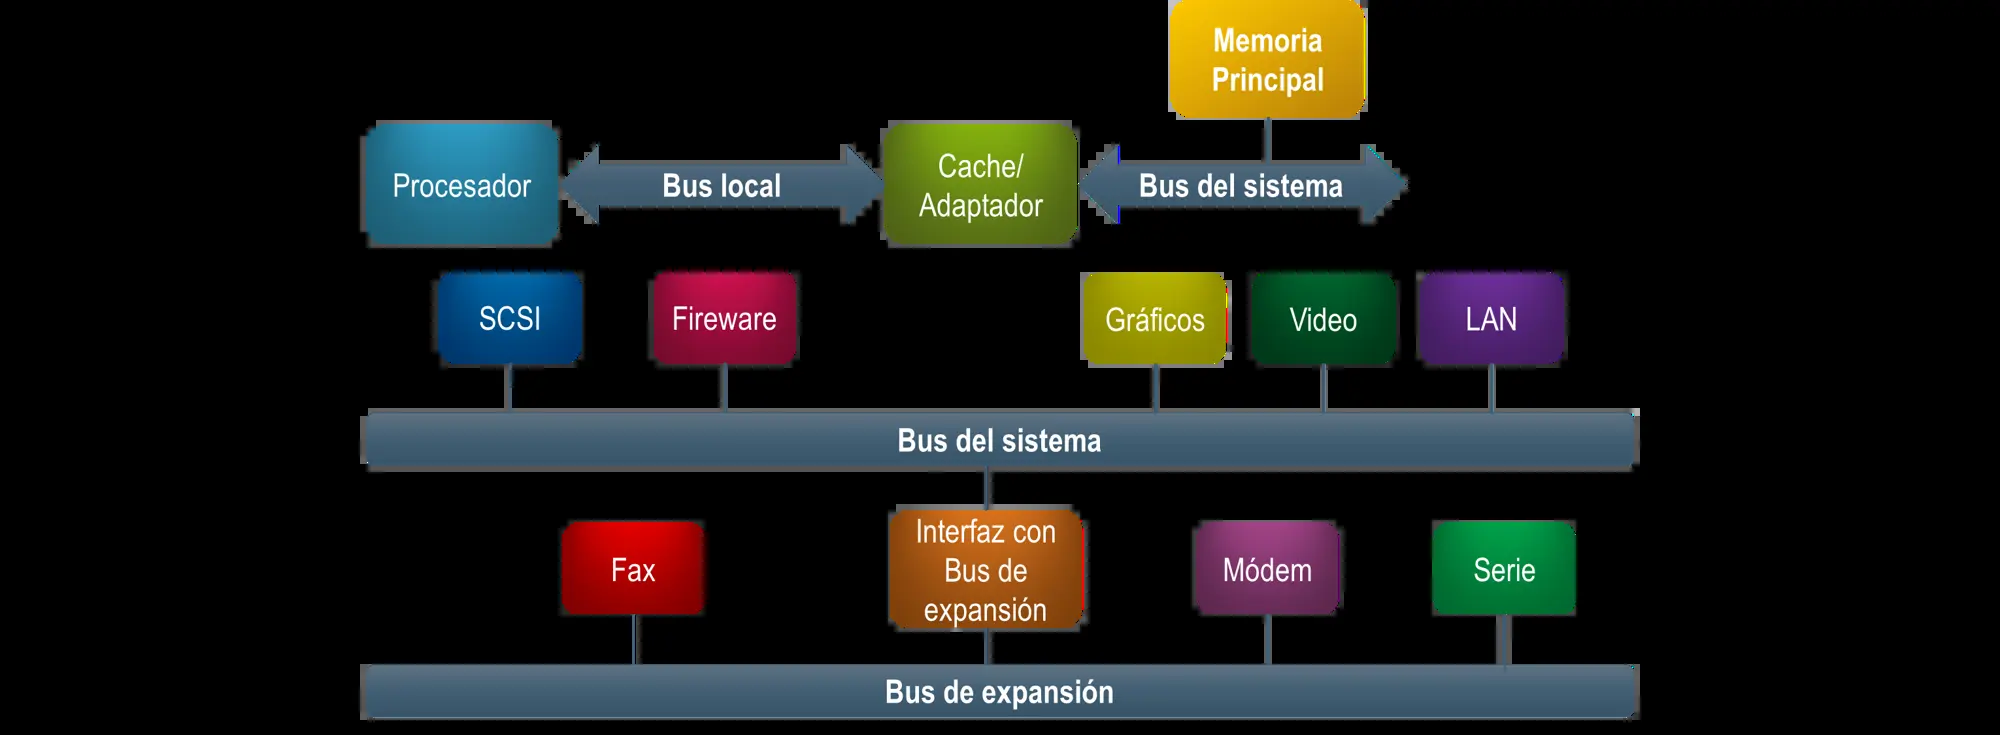 Memoria
Principal
Procesador
Bus local
Cache/
Adaptador
Bus del sistema
SCSI
Fireware
Gráficos
Video
LAN
Bus del sistema
Fax
Interfaz con
Bus de
expansión
Módem
Serie
Bus de expansión